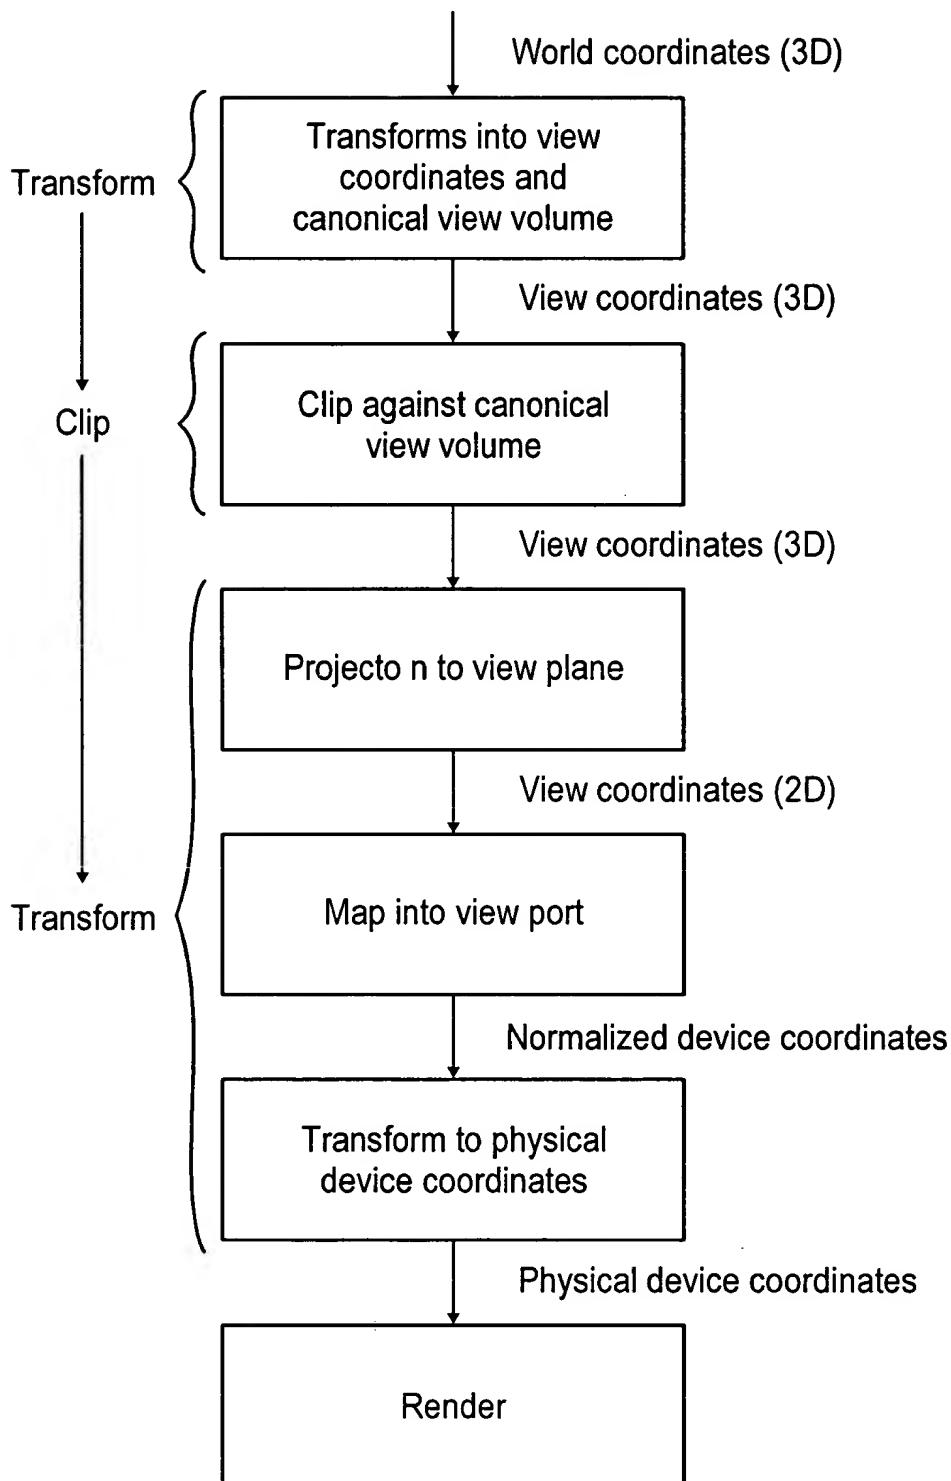 World coordinates (3D)
Transform
Transforms into view
coordinates and
canonical view volume
View coordinates (3D)
Clip
Clip against canonical
view volume
View coordinates (3D)
Projecto n to view plane
View coordinates (2D)
Transform
Map into view port
Normalized device coordinates
Transform to physical
device coordinates
Physical device coordinates
Render